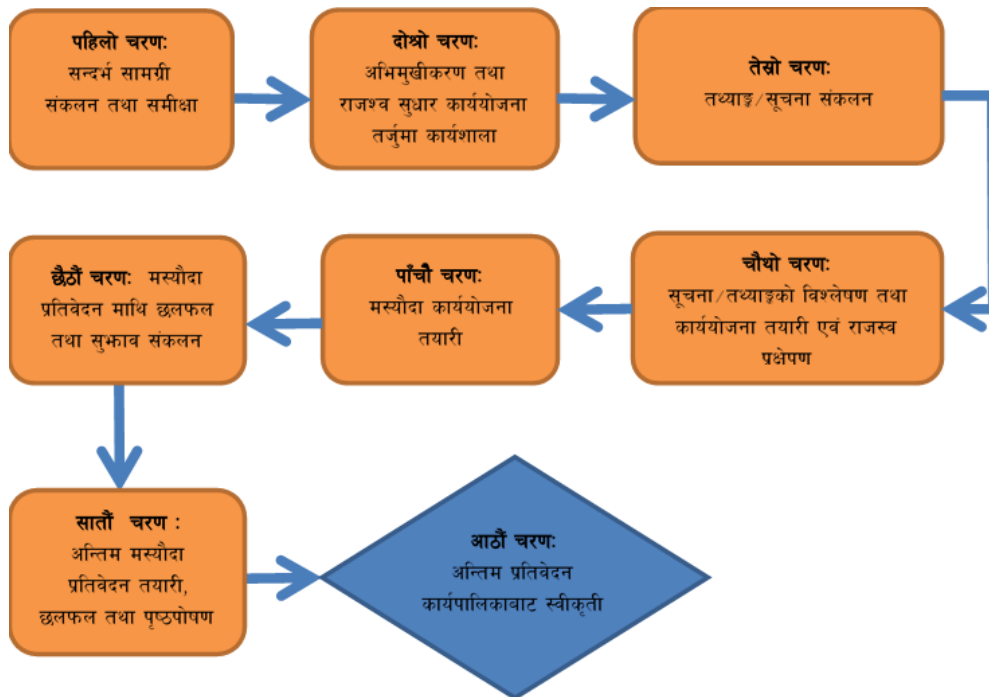 पहिलो चरण:
सन्दर्भ सामग्री
संकलन तथा समीक्षा
दोश्रो चरण:
अभिमुखीकरण तथा
राजश्व सुधार कार्ययोजना
तर्जुमा कार्यशाला
तेस्रो चरण:
तथ्याङ्क/सूचना संकलन
चौथो चरण:
सूचना/तथ्याङ्कको विश्लेषण तथा
कार्ययोजना तयारी एवं राजस्व
प्रक्षेपण
पाँचौ चरण:
मस्यौदा कार्ययोजना
तयारी
छैठौं चरण: मस्यौदा
प्रतिवेदन माथि छलफल
तथा सुझाव संकलन
सातौं चरण :
अन्तिम मस्यौदा
प्रतिवेदन तयारी,
छलफल तथा पृष्ठपोषण
आठौं चरण:
अन्तिम प्रतिवेदन
कार्यपालिकाबाट स्वीकृती